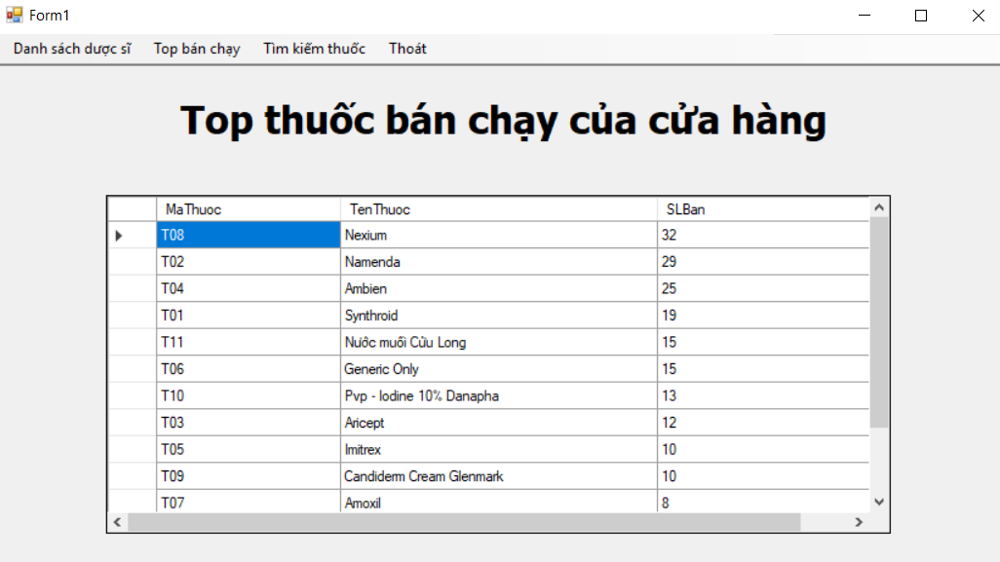 Form1
Danh sách dược sĩ Top bán chạy Tìm kiếm thuốc Thoát
Top thuốc bán chạy của cửa hàng
MaThuoc TenThuoc SLBan
T08 Nexium 32
T02 Namenda 29
T04 Ambien 25
T01 Synthroid 19
T11 Nước muối Cửu Long 15
T06 Generic Only 15
T10 Pvp - Iodine 10% Danapha 13
T03 Aricept 12
T05 Imitrex 10
T09 Candiderm Cream Glenmark 10
T07 Amoxil 8